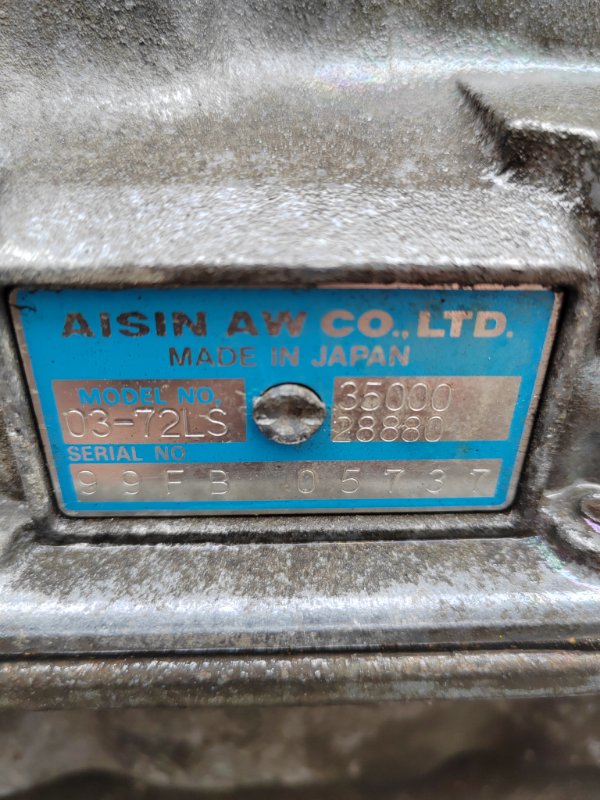 AISIN AW CO., LTD.
MADE IN JAPAN
MODEL NO.
03-72LS
35000
28880
SERIAL NO
99FB 05737